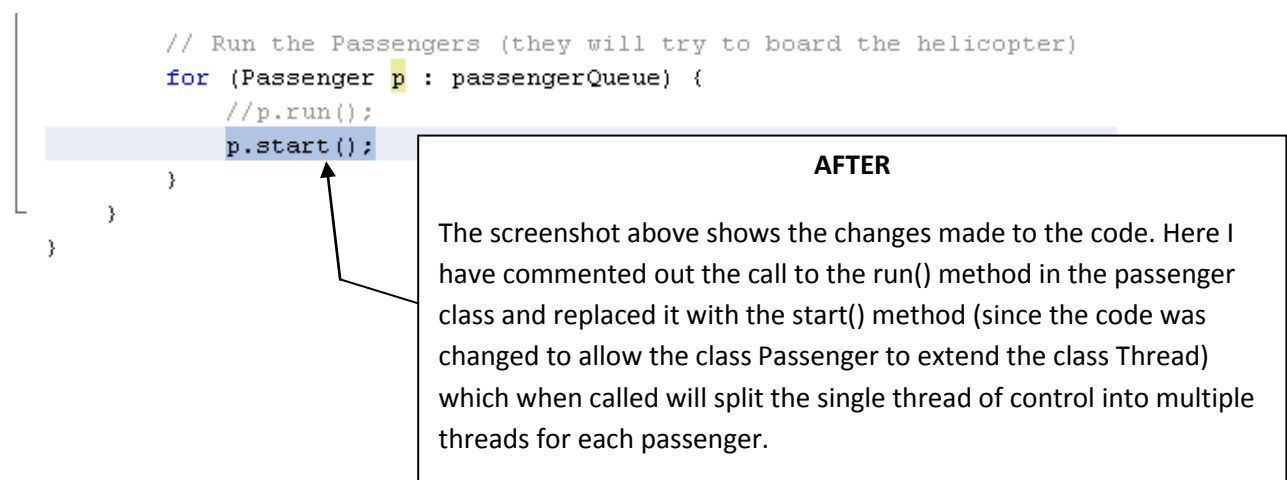 // Run the Passengers (they will try to board the helicopter)
for (Passenger p : passengerQueue) {
//p.run();
p.start();
}
}
}
AFTER
The screenshot above shows the changes made to the code. Here I
have commented out the call to the run() method in the passenger
class and replaced it with the start() method (since the code was
changed to allow the class Passenger to extend the class Thread)
which when called will split the single thread of control into multiple
threads for each passenger.